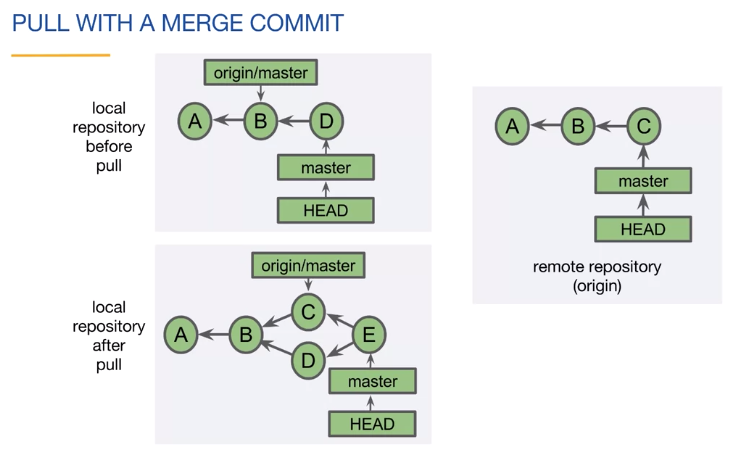 PULL WITH A MERGE COMMIT
local
repository
before
pull
origin/master
A
B
D
master
HEAD
A
B
C
master
HEAD
remote repository
(origin)
local
repository
after
pull
origin/master
C
A
B
E
D
master
HEAD